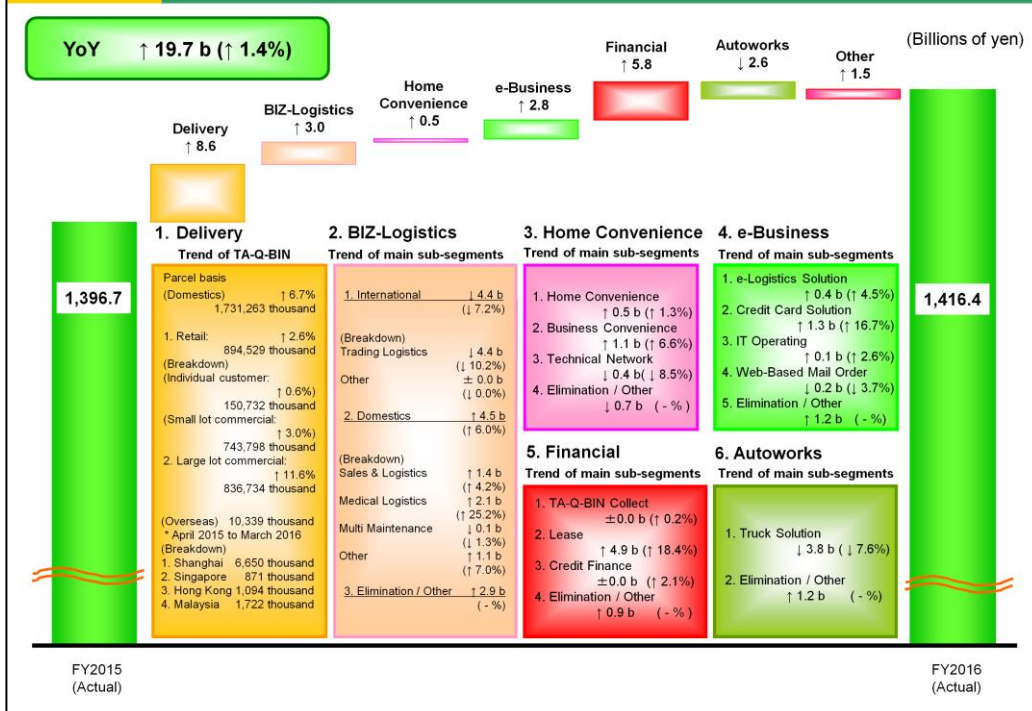 YoY ↑ 19.7 b (↑ 1.4%)
(Billions of yen)
Delivery
↑ 8.6
BIZ-Logistics
↑ 3.0
Home
Convenience
↑ 0.5
e-Business
↑ 2.8
Financial
↑ 5.8
Autoworks
↓ 2.6
Other
↑ 1.5
1,396.7
1. Delivery
Trend of TA-Q-BIN
Parcel basis
(Domestics) ↑ 6.7%
1,731,263 thousand
1. Retail: ↑ 2.6%
894,529 thousand
(Breakdown)
(Individual customer:
↑ 0.6%)
150,732 thousand
(Small lot commercial:
↑ 3.0%)
743,798 thousand
2. Large lot commercial:
↑ 11.6%
836,734 thousand
(Overseas) 10,339 thousand
* April 2015 to March 2016
(Breakdown)
1. Shanghai 6,650 thousand
2. Singapore 871 thousand
3. Hong Kong 1,094 thousand
4. Malaysia 1,722 thousand
2. BIZ-Logistics
Trend of main sub-segments
1. International ↓ 4.4 b
(↓ 7.2%)
(Breakdown)
Trading Logistics ↓ 4.4 b
(↓ 10.2%)
Other ± 0.0 b
(↓ 0.0%)
2. Domestics ↑ 4.5 b
(↑ 6.0%)
(Breakdown)
Sales & Logistics ↑ 1.4 b
(↑ 4.2%)
Medical Logistics ↑ 2.1 b
(↑ 25.2%)
Multi Maintenance ↓ 0.1 b
(↓ 1.3%)
Other ↑ 1.1 b
(↑ 7.0%)
3. Elimination / Other ↑ 2.9 b
( - %)
3. Home Convenience
Trend of main sub-segments
1. Home Convenience
↑ 0.5 b (↑ 1.3%)
2. Business Convenience
↑ 1.1 b (↑ 6.6%)
3. Technical Network
↓ 0.4 b( ↓ 8.5%)
4. Elimination / Other
↓ 0.7 b ( - %)
4. e-Business
Trend of main sub-segments
1. e-Logistics Solution
↑ 0.4 b (↑ 4.5%)
2. Credit Card Solution
↑ 1.3 b (↑ 16.7%)
3. IT Operating
↑ 0.1 b (↑ 2.6%)
4. Web-Based Mail Order
↓ 0.2 b (↓ 3.7%)
5. Elimination / Other
↑ 1.2 b ( - %)
5. Financial
Trend of main sub-segments
1. TA-Q-BIN Collect
±0.0 b (↑ 0.2%)
2. Lease
↑ 4.9 b (↑ 18.4%)
3. Credit Finance
±0.0 b (↑ 2.1%)
4. Elimination / Other
↑ 0.9 b ( - %)
6. Autoworks
Trend of main sub-segments
1. Truck Solution
↓ 3.8 b ( ↓ 7.6%)
2. Elimination / Other
↑ 1.2 b ( - %)
1,416.4
FY2015
(Actual)
FY2016
(Actual)